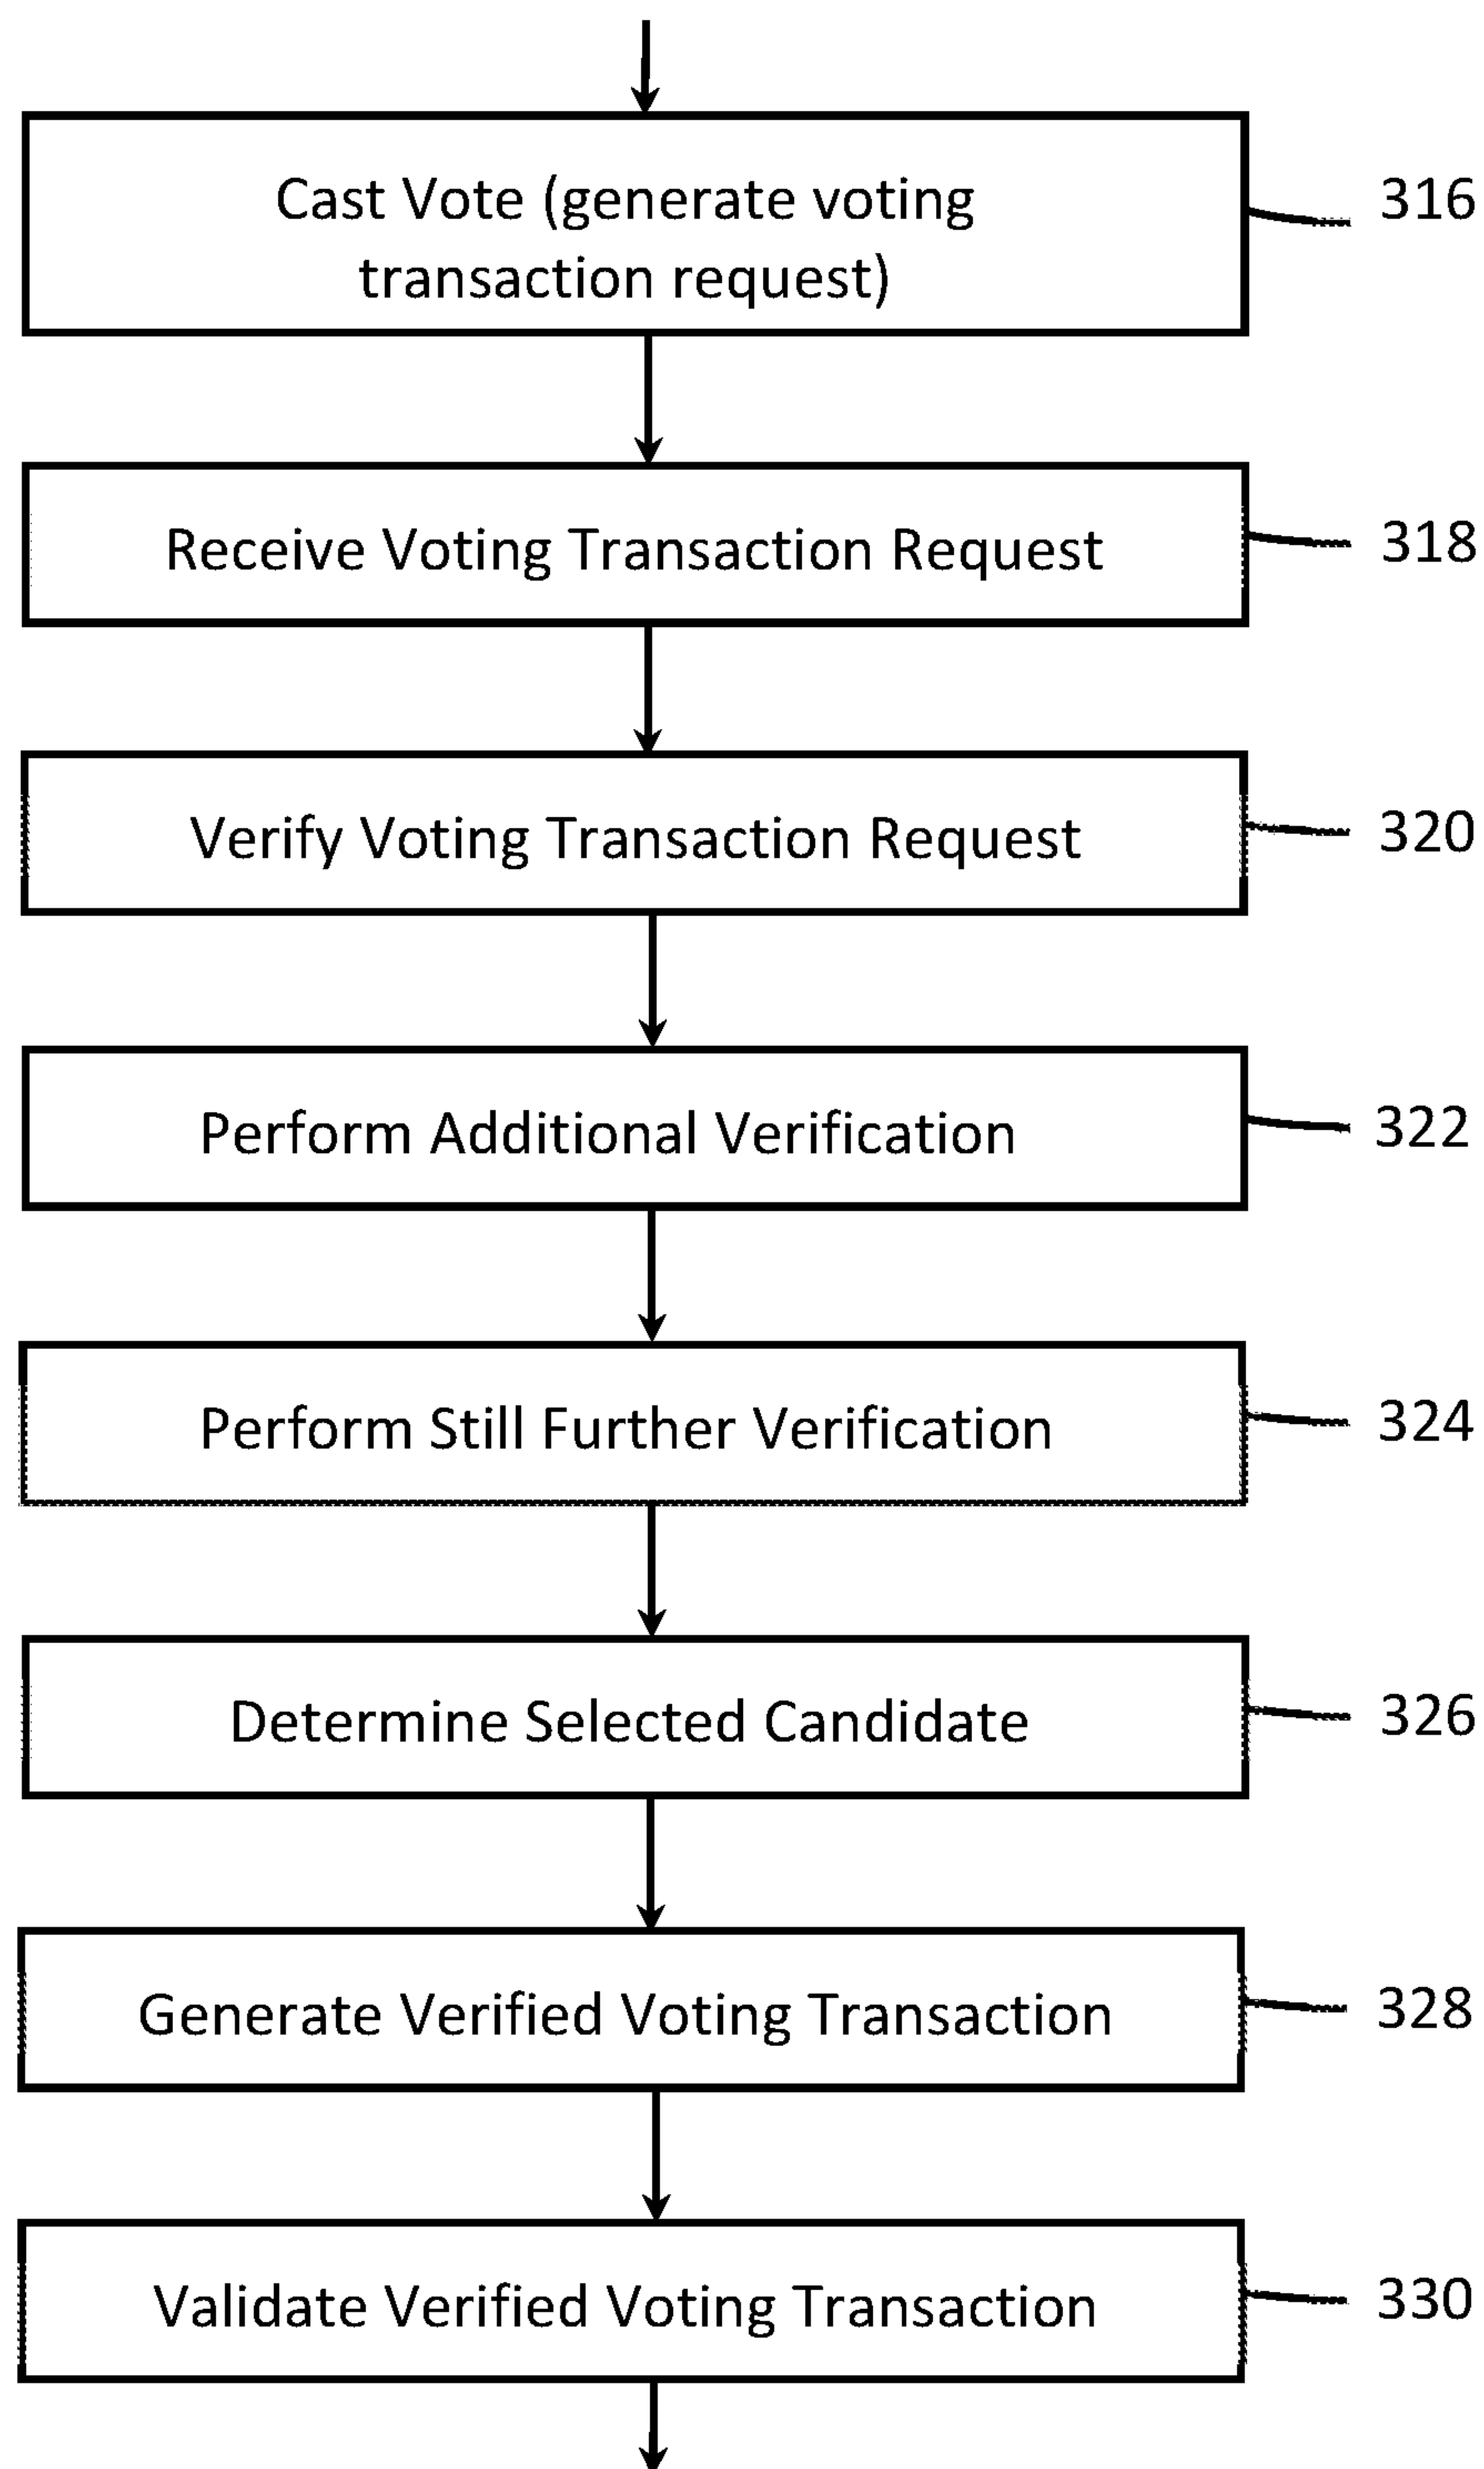 Cast Vote (generate voting
transaction request)
316
Receive Voting Transaction Request
318
Verify Voting Transaction Request
320
Perform Additional Verification
322
Perform Still Further Verification
324
Determine Selected Candidate
326
Generate Verified Voting Transaction
328
Validate Verified Voting Transaction
330